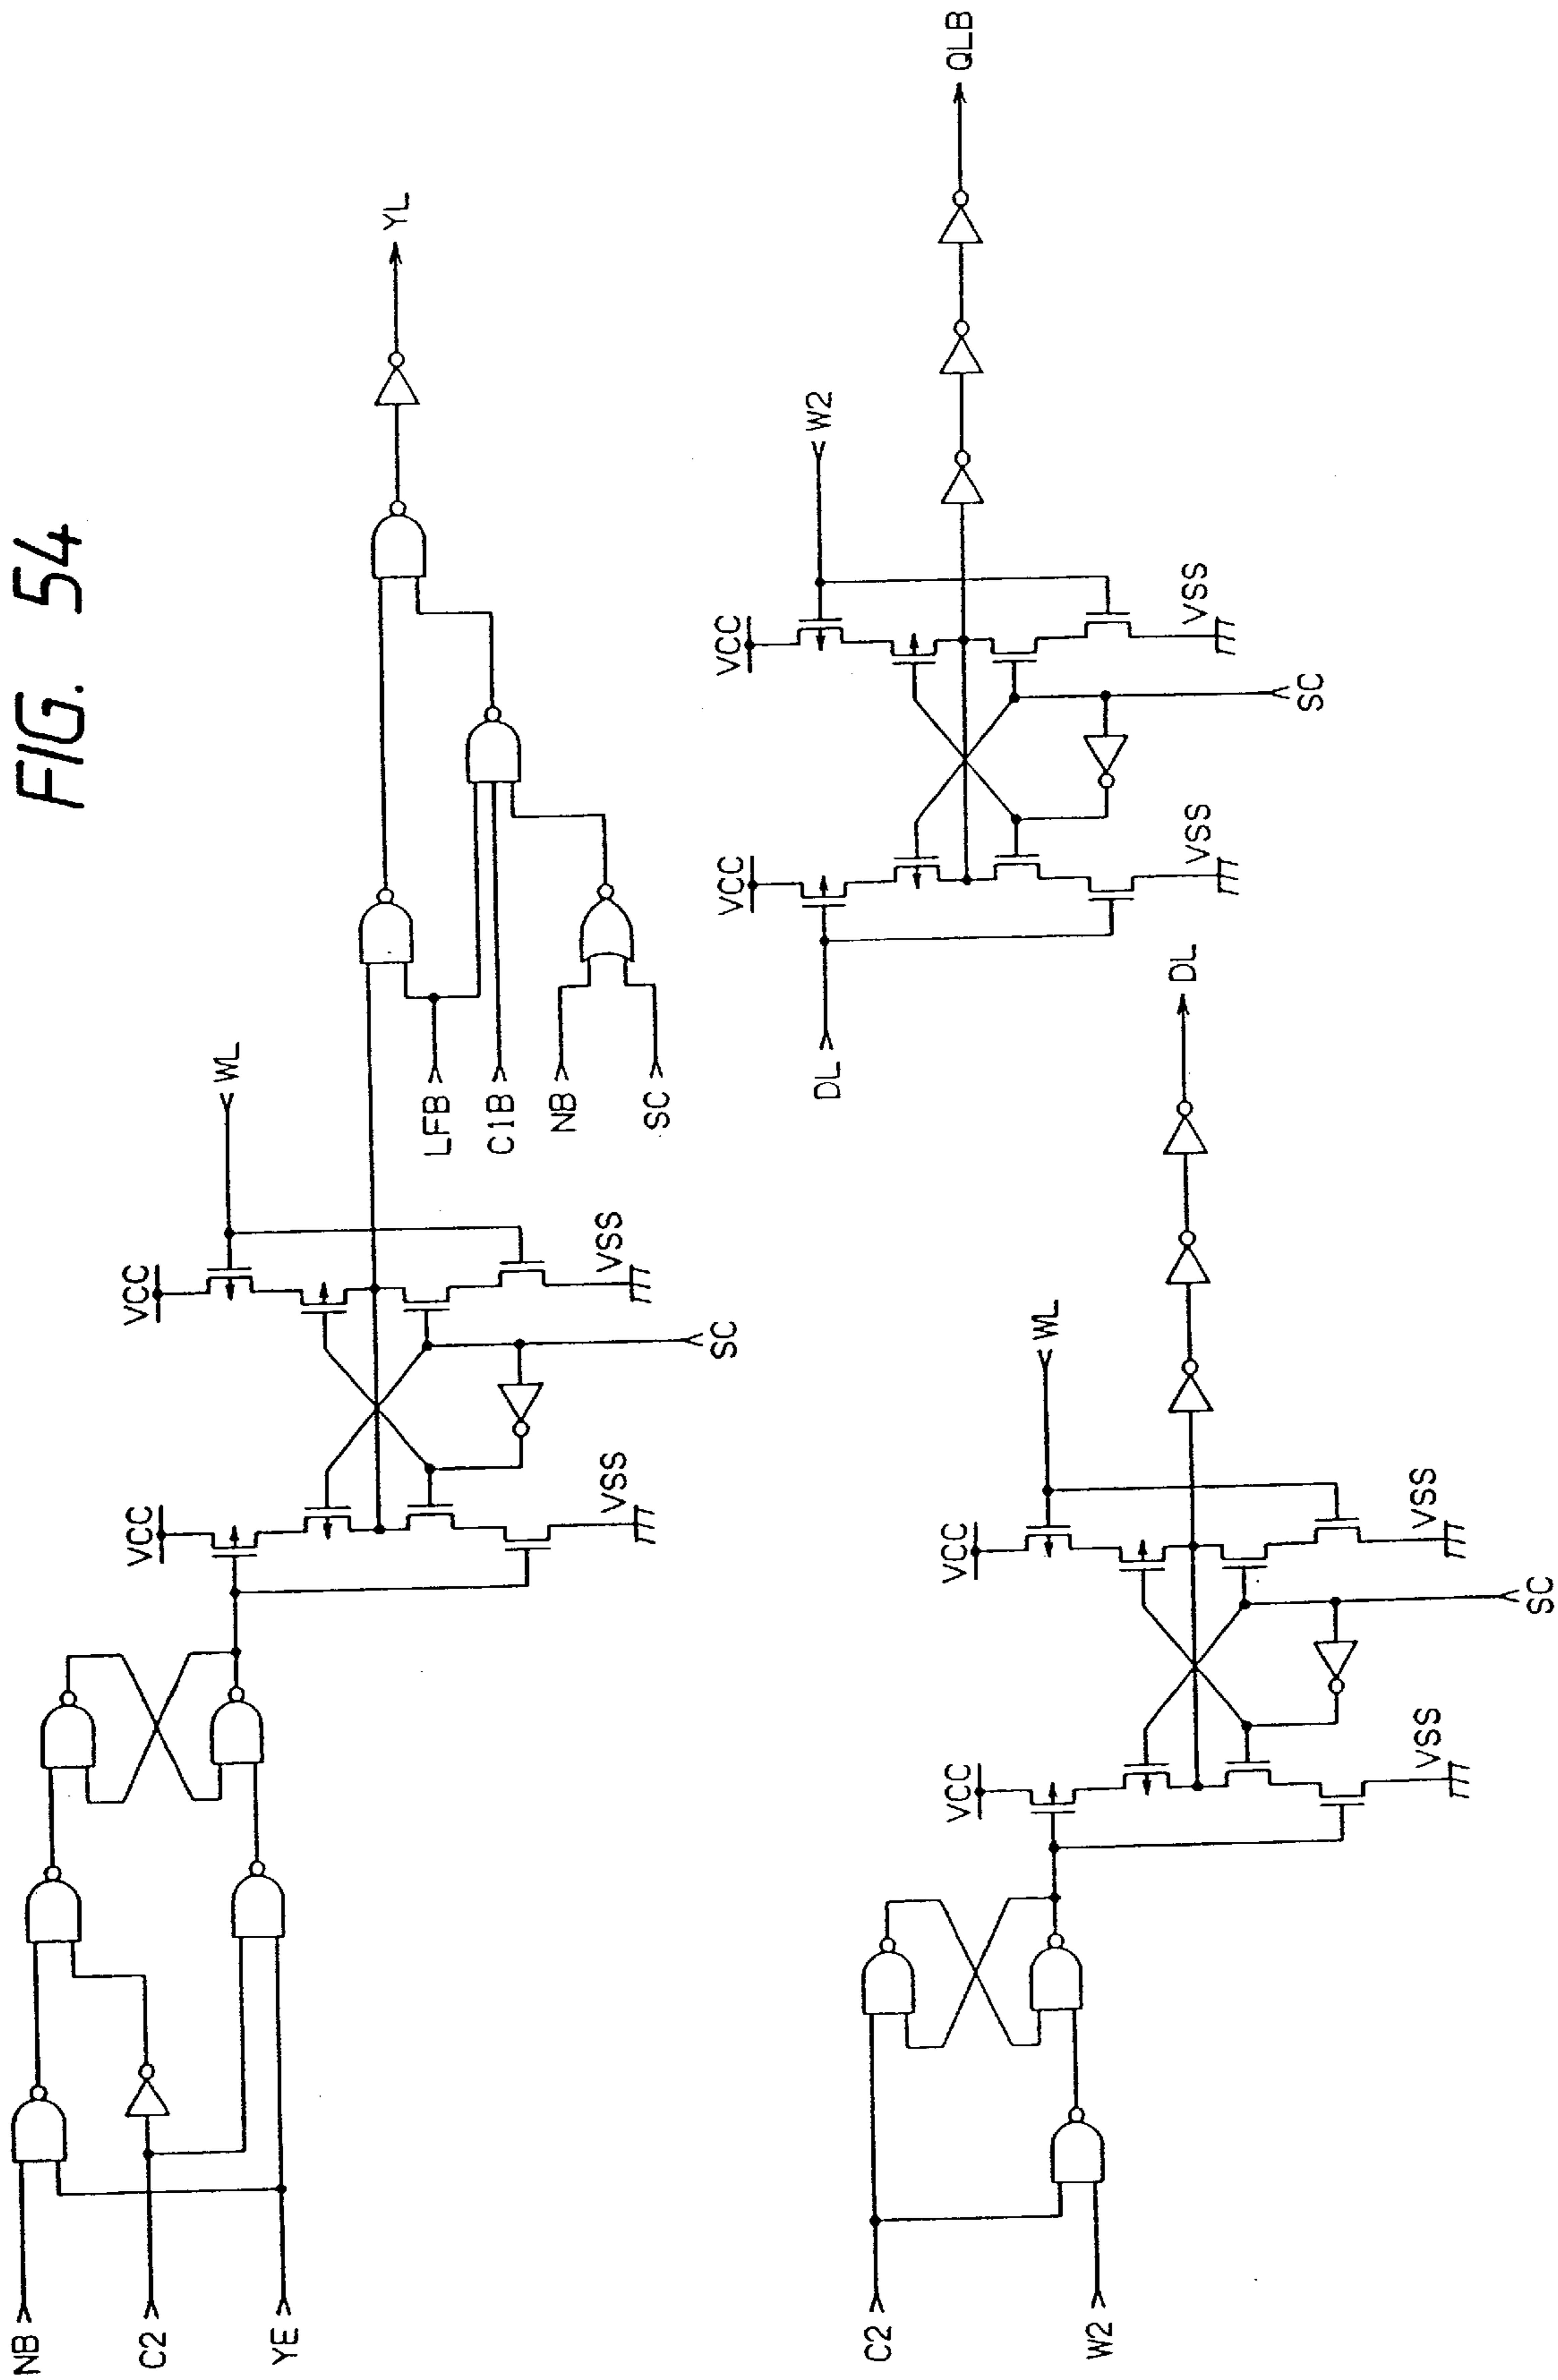 FIG. 54
NB
C2
YE
VCC
VSS
VCC
WL
VSS
SC
LFB
C1B
NB
SC
YL
C2
W2
VCC
VSS
VCC
WL
VSS
SC
DL
DL
VCC
VSS
VCC
W2
VSS
SC
QLB